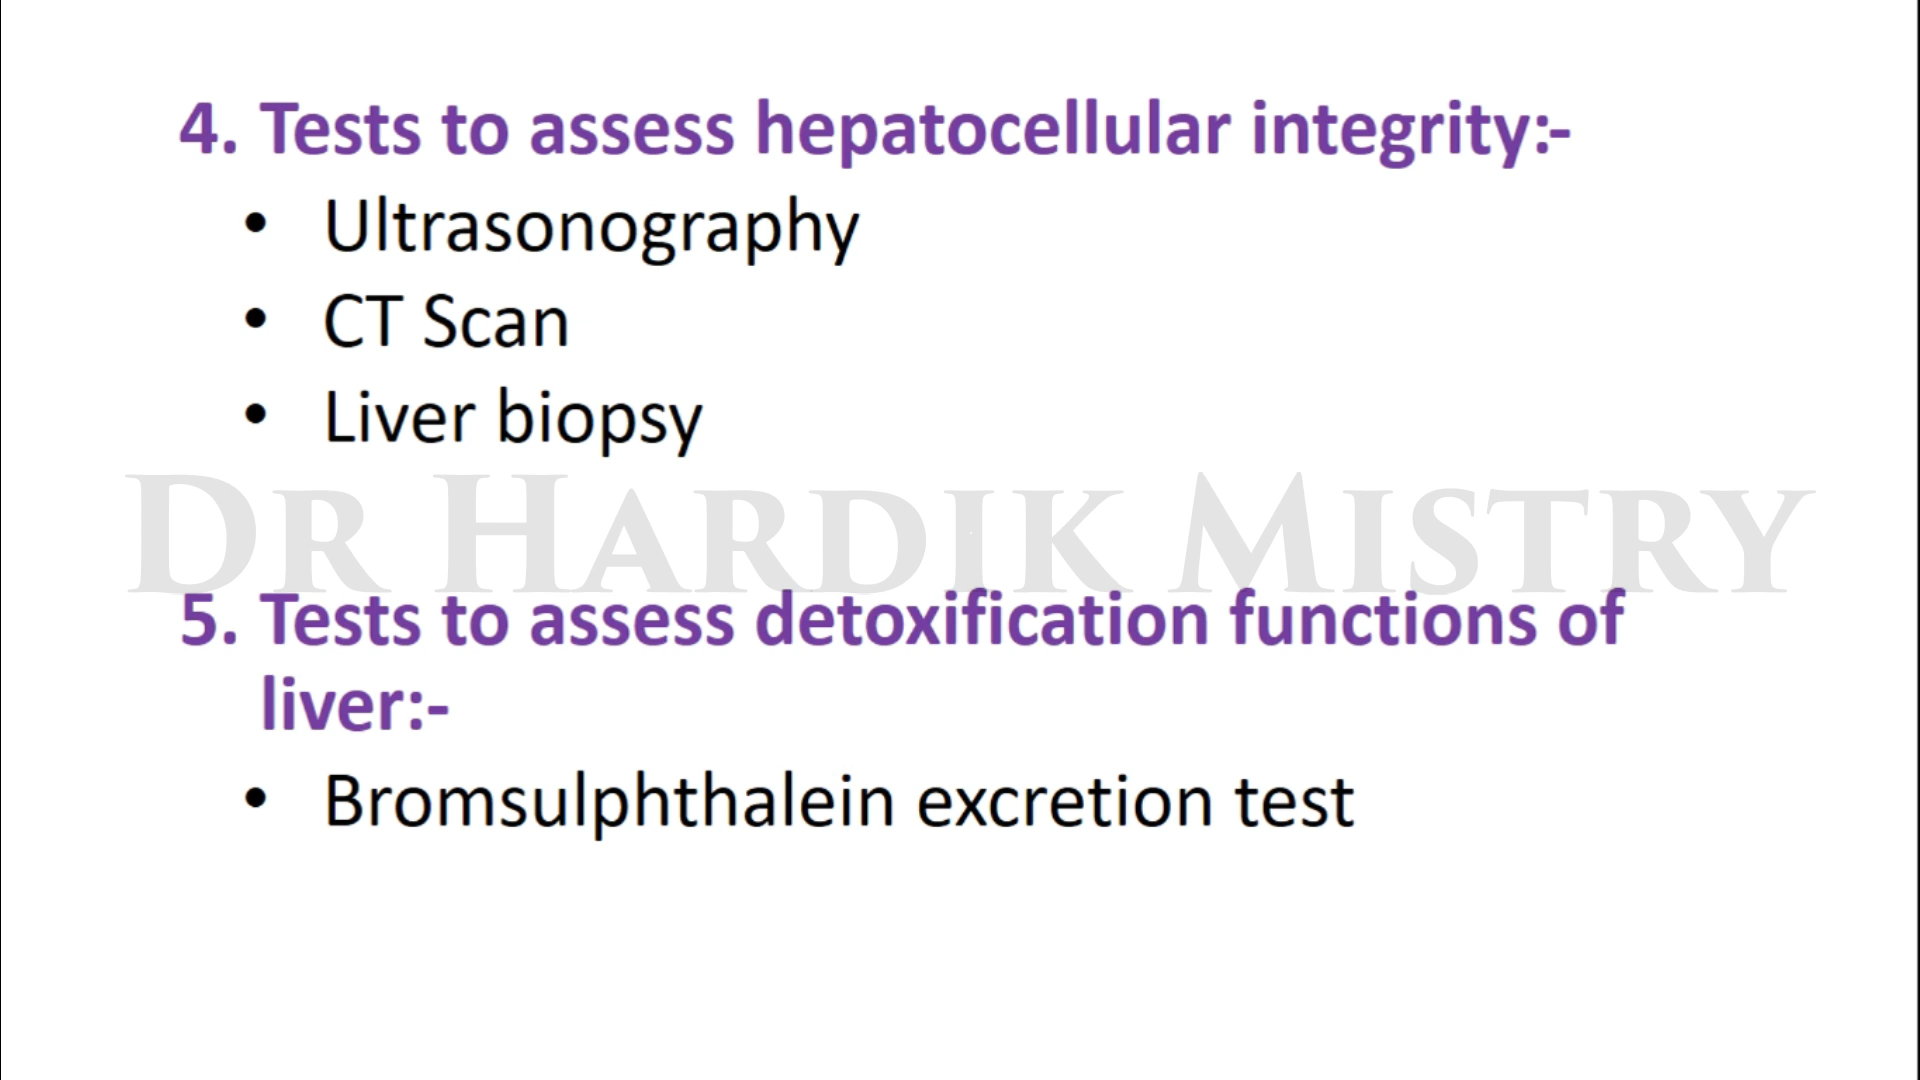 4. Tests to assess hepatocellular integrity:-
• Ultrasonography
• CT Scan
• Liver biopsy
Dr Hardik Mistry
5. Tests to assess detoxification functions of
liver:-
• Bromsulphthalein excretion test